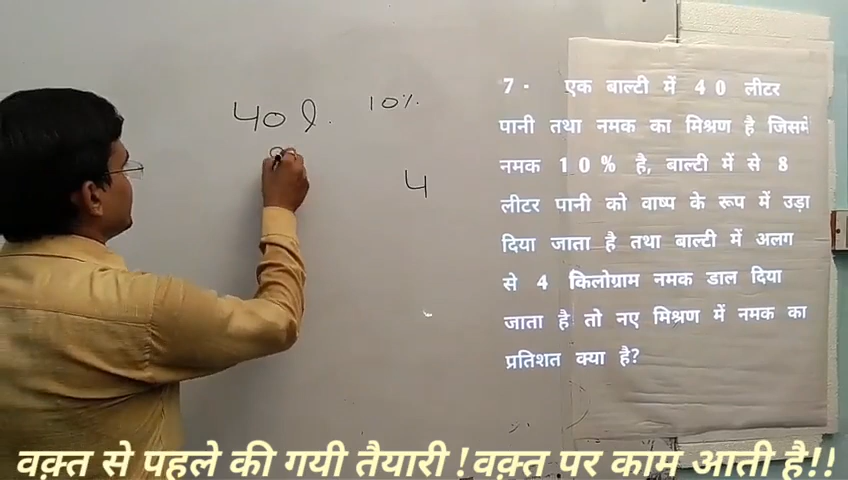 40 l. 10%
4
7- एक बाल्टी में 40 लीटर
पानी तथा नमक का मिश्रण है जिसमें
नमक 10% है, बाल्टी में से 8
लीटर पानी को वाष्प के रूप में उड़ा
दिया जाता है तथा बाल्टी में अलग
से 4 किलोग्राम नमक डाल दिया
जाता है तो नए मिश्रण में नमक का
प्रतिशत क्या है?
वक़्त से पहले की गयी तैयारी ! वक़्त पर काम आती है!!